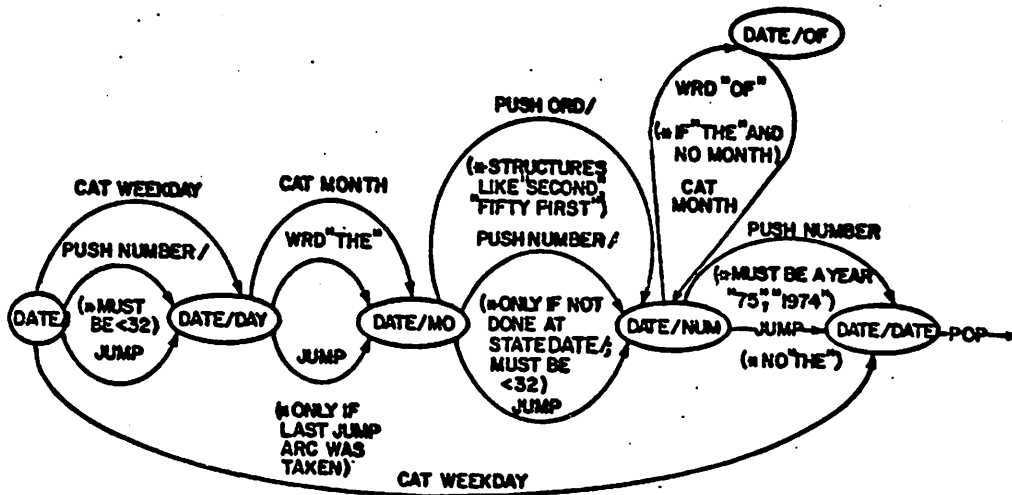 DATE/OF
WRD "OF"
(* IF "THE" AND
NO MONTH)
CAT
MONTH
PUSH ORD/
(* STRUCTURES
LIKE "SECOND,"
"FIFTY FIRST")
PUSH NUMBER/
(* ONLY IF NOT
DONE AT
STATE DATE/;
MUST BE
<32)
JUMP
CAT WEEKDAY
PUSH NUMBER/
(* MUST
BE <32)
JUMP
CAT MONTH
WRD "THE"
JUMP
(* ONLY IF
LAST JUMP
ARC WAS
TAKEN)
PUSH NUMBER
(* MUST BE A YEAR
"75", "1974")
JUMP
(* NO "THE")
DATE/
DATE/DAY
DATE/MO
DATE/NUM
DATE/DATE
POP
CAT WEEKDAY